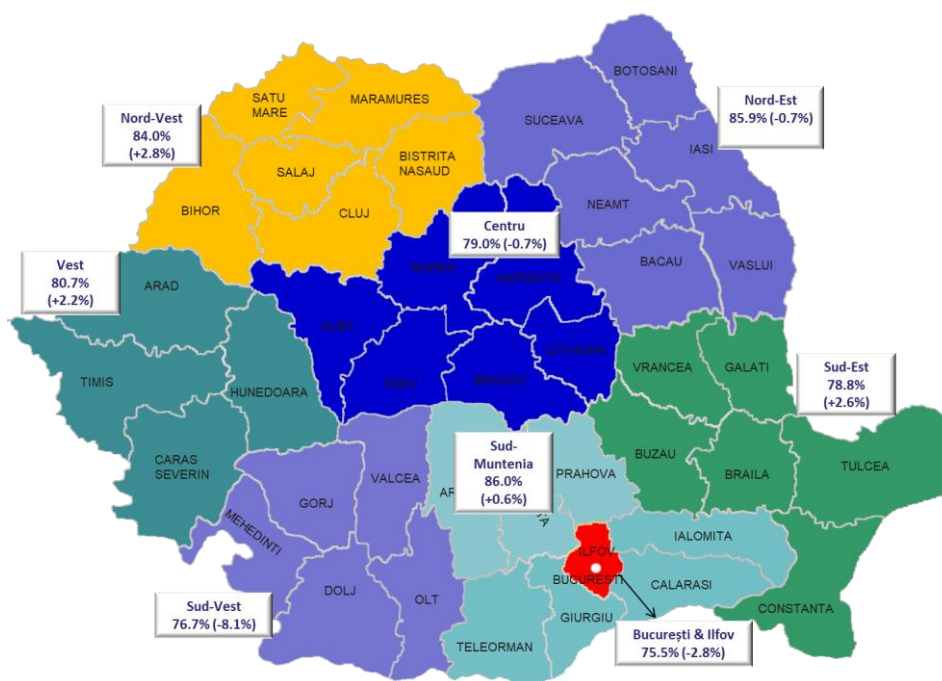 BOTOSANI
SATU
MARE
MARAMURES
Nord-Vest
84.0%
(+2.8%)
Nord-Est
85.9% (-0.7%)
SUCEAVA
IASI
SALAJ
BISTRITA
NASAUD
NEAMT
BIHOR
CLUJ
Centru
79.0% (-0.7%)
BACAU
VASLUI
Vest
80.7%
(+2.2%)
ARAD
MURES
HARGHITA
ALBA
COVASNA
TIMIS
HUNEDOARA
SIBIU
BRASOV
VRANCEA
GALATI
Sud-Est
78.8%
(+2.6%)
CARAS
SEVERIN
VALCEA
Sud-
Muntenia
86.0%
(+0.6%)
PRAHOVA
BUZAU
BRAILA
TULCEA
GORJ
MEHEDINTI
IALOMITA
ILFOV
BUCURESTI
CALARASI
DOLJ
OLT
GIURGIU
CONSTANTA
Sud-Vest
76.7% (-8.1%)
TELEORMAN
București & Ilfov
75.5% (-2.8%)